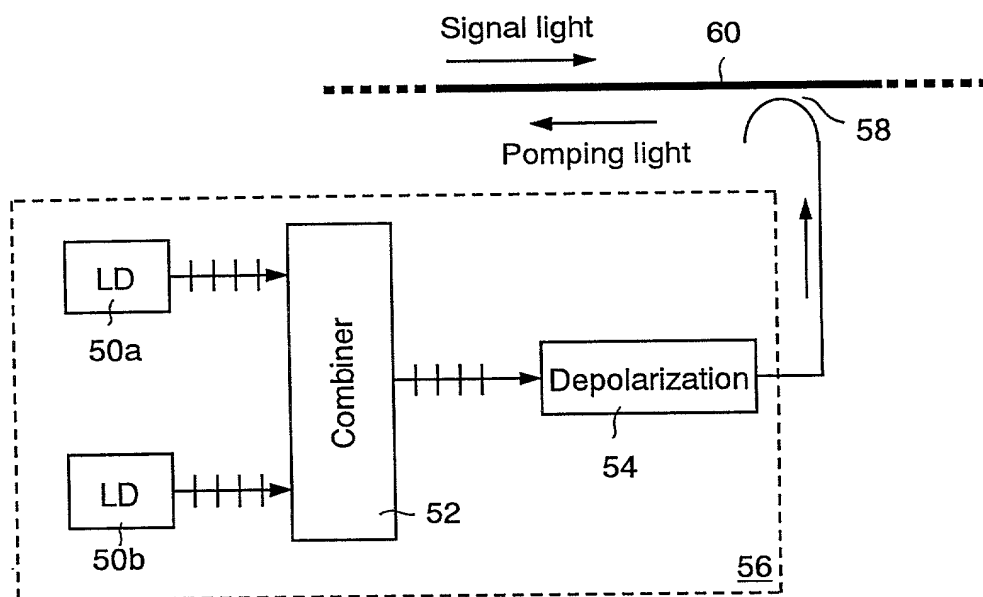 Signal light
60
58
Pomping light
LD
50a
Combiner
Depolarization
54
LD
50b
52
56